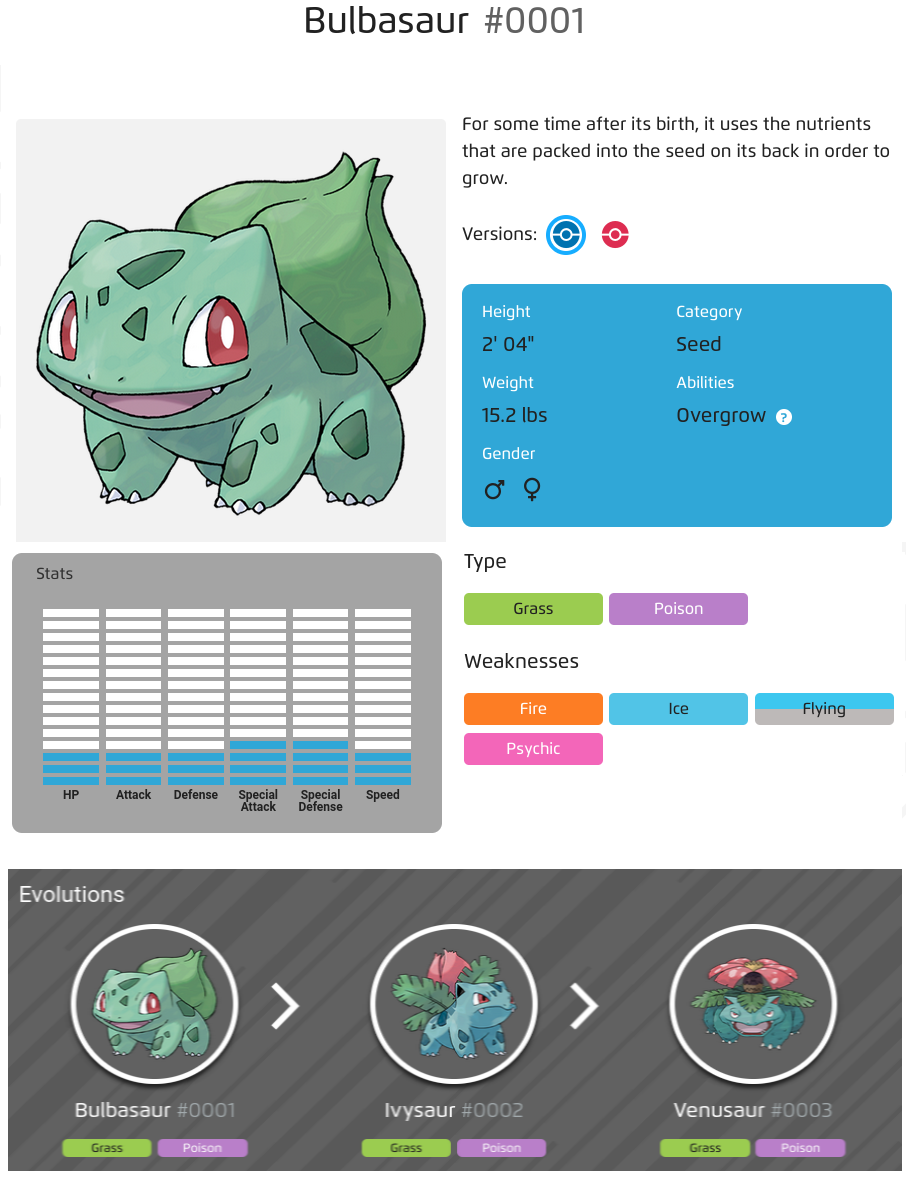 Bulbasaur #0001
For some time after its birth, it uses the nutrients
that are packed into the seed on its back in order to
grow.
Versions:
Height
Category
2' 04"
Seed
Weight
Abilities
15.2 lbs
Overgrow ?
Gender
Stats
HP
Attack
Defense
Special
Attack
Special
Defense
Speed
Type
Grass
Poison
Weaknesses
Fire
Ice
Flying
Psychic
Evolutions
Bulbasaur #0001
Ivysaur #0002
Venusaur #0003
Grass
Poison
Grass
Poison
Grass
Poison